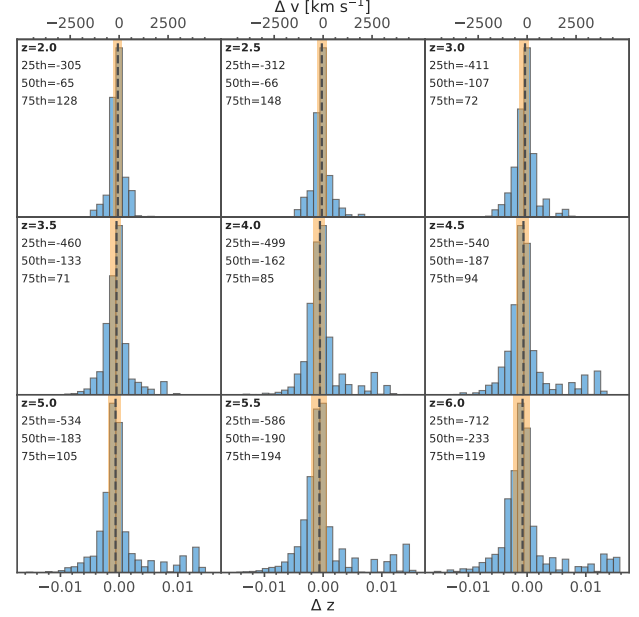 Δ v [km s⁻¹]
−2500 0 2500 −2500 0 2500 −2500 0 2500
z=2.0
25th=-305
50th=-65
75th=128
z=2.5
25th=-312
50th=-66
75th=148
z=3.0
25th=-411
50th=-107
75th=72
z=3.5
25th=-460
50th=-133
75th=71
z=4.0
25th=-499
50th=-162
75th=85
z=4.5
25th=-540
50th=-187
75th=94
z=5.0
25th=-534
50th=-183
75th=105
z=5.5
25th=-586
50th=-190
75th=194
z=6.0
25th=-712
50th=-233
75th=119
−0.01 0.00 0.01 −0.01 0.00 0.01 −0.01 0.00 0.01
Δ z